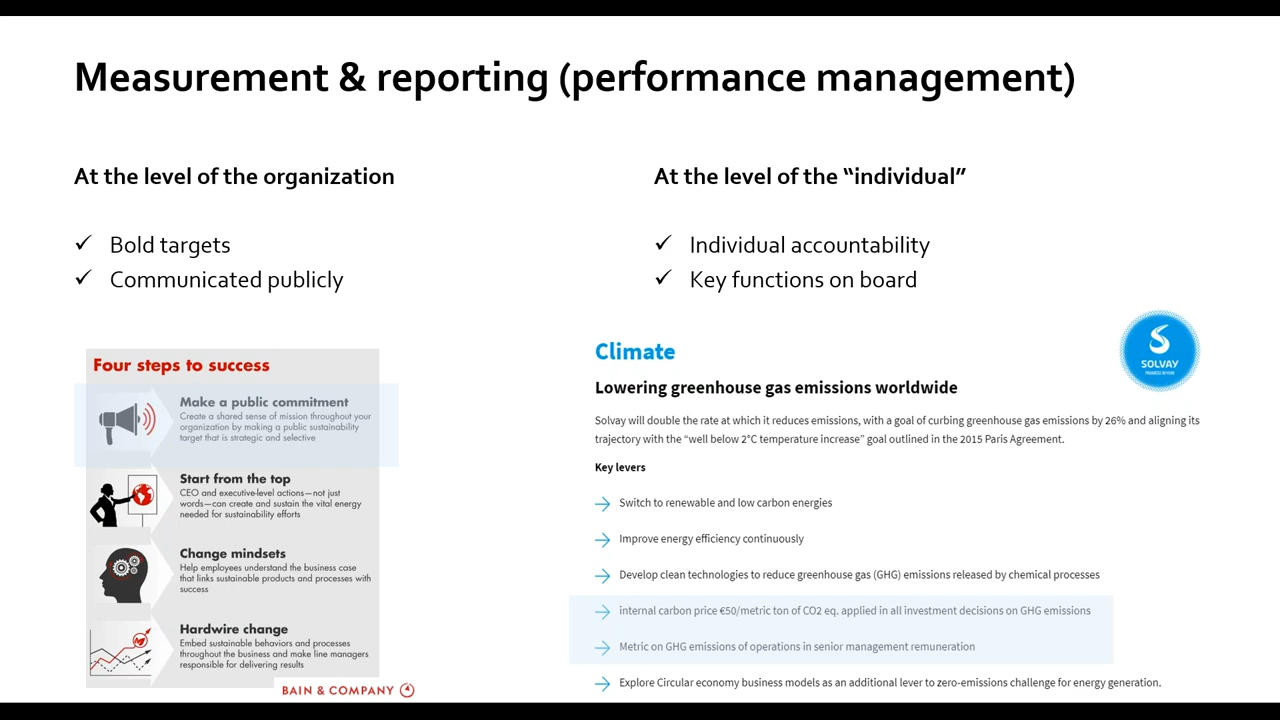 Measurement & reporting (performance management)
At the level of the organization
✓ Bold targets
✓ Communicated publicly
At the level of the “individual”
✓ Individual accountability
✓ Key functions on board
Four steps to success
Make a public commitment
Create a shared sense of mission throughout your
organization by making a public sustainability
target that is strategic and selective
Start from the top
CEO and executive-level actions—not just
words—can create and sustain the vital energy
needed for sustainability efforts
Change mindsets
Help employees understand the business case
that links sustainable products and processes with
success
Hardwire change
Embed sustainable behaviors and processes
throughout the business and make line managers
responsible for delivering results
BAIN & COMPANY
Climate
SOLVAY
PROGRESS BEYOND
Lowering greenhouse gas emissions worldwide
Solvay will double the rate at which it reduces emissions, with a goal of curbing greenhouse gas emissions by 26% and aligning its
trajectory with the “well below 2°C temperature increase” goal outlined in the 2015 Paris Agreement.
Key levers
Switch to renewable and low carbon energies
Improve energy efficiency continuously
Develop clean technologies to reduce greenhouse gas (GHG) emissions released by chemical processes
internal carbon price €50/metric ton of CO2 eq. applied in all investment decisions on GHG emissions
Metric on GHG emissions of operations in senior management remuneration
Explore Circular economy business models as an additional lever to zero-emissions challenge for energy generation.